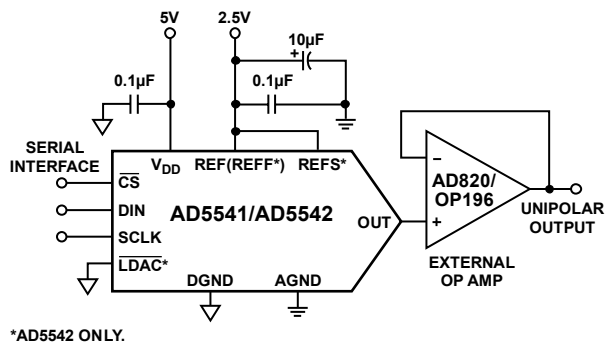 5V
2.5V
10µF
+
0.1µF
0.1µF
SERIAL
INTERFACE
VDD
REF(REFF*)
REFS*
CS
DIN
SCLK
LDAC*
AD5541/AD5542
OUT
DGND
AGND
−
+
AD820/
OP196
UNIPOLAR
OUTPUT
EXTERNAL
OP AMP
*AD5542 ONLY.